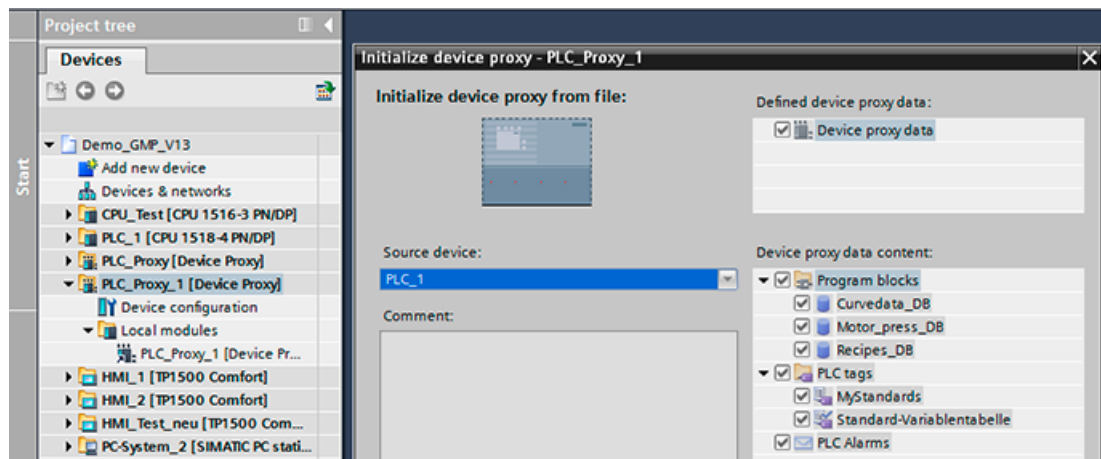 Project tree
Devices
Start
Demo_GMP_V13
Add new device
Devices & networks
CPU_Test [CPU 1516-3 PN/DP]
PLC_1 [CPU 1518-4 PN/DP]
PLC_Proxy [Device Proxy]
PLC_Proxy_1 [Device Proxy]
Device configuration
Local modules
PLC_Proxy_1 [Device Pr...
HMI_1 [TP1500 Comfort]
HMI_2 [TP1500 Comfort]
HMI_Test_neu [TP1500 Com...
PC-System_2 [SIMATIC PC stati...
Initialize device proxy - PLC_Proxy_1
Initialize device proxy from file:
Source device:
PLC_1
Comment:
Defined device proxy data:
Device proxy data
Device proxy data content:
Program blocks
Curvedata_DB
Motor_press_DB
Recipes_DB
PLC tags
MyStandards
Standard-Variablentabelle
PLC Alarms